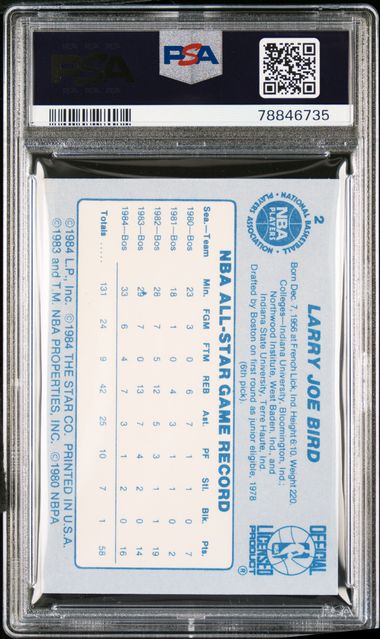 PSA
PSA
78846735
2
NATIONAL BASKETBALL
NBA
PLAYERS
PLAYERS ASSOCIATION
LARRY JOE BIRD
Born Dec. 7, 1956 at French Lick, Ind. Height 6:10. Weight 220.
Colleges—Indiana University, Bloomington, Ind.;
Northwood Institute, West Baden, Ind., and
Indiana State University, Terre Haute, Ind.
Drafted by Boston on first round as junior eligible, 1978
(6th pick).
OFFICIAL
LICENSED
PRODUCT
®
NBA ALL-STAR GAME RECORD
Sea.—Team Min. FGM FTM REB Ast. PF Stl. Blk. Pts.
1980—Bos 23 3 0 6 7 1 1 0 7
1981—Bos 18 1 0 4 3 1 1 0 2
1982—Bos 28 7 5 12 5 3 1 1 19
1983—Bos 29 7 0 13 7 4 2 0 14
1984—Bos 33 6 4 7 3 1 2 0 16
Totals ..... 131 24 9 42 25 10 7 1 58
©1984 L.P., Inc. ©1984 THE STAR CO. PRINTED IN U.S.A.
©1983 and T.M. NBA PROPERTIES, INC. ©1980 NBPA